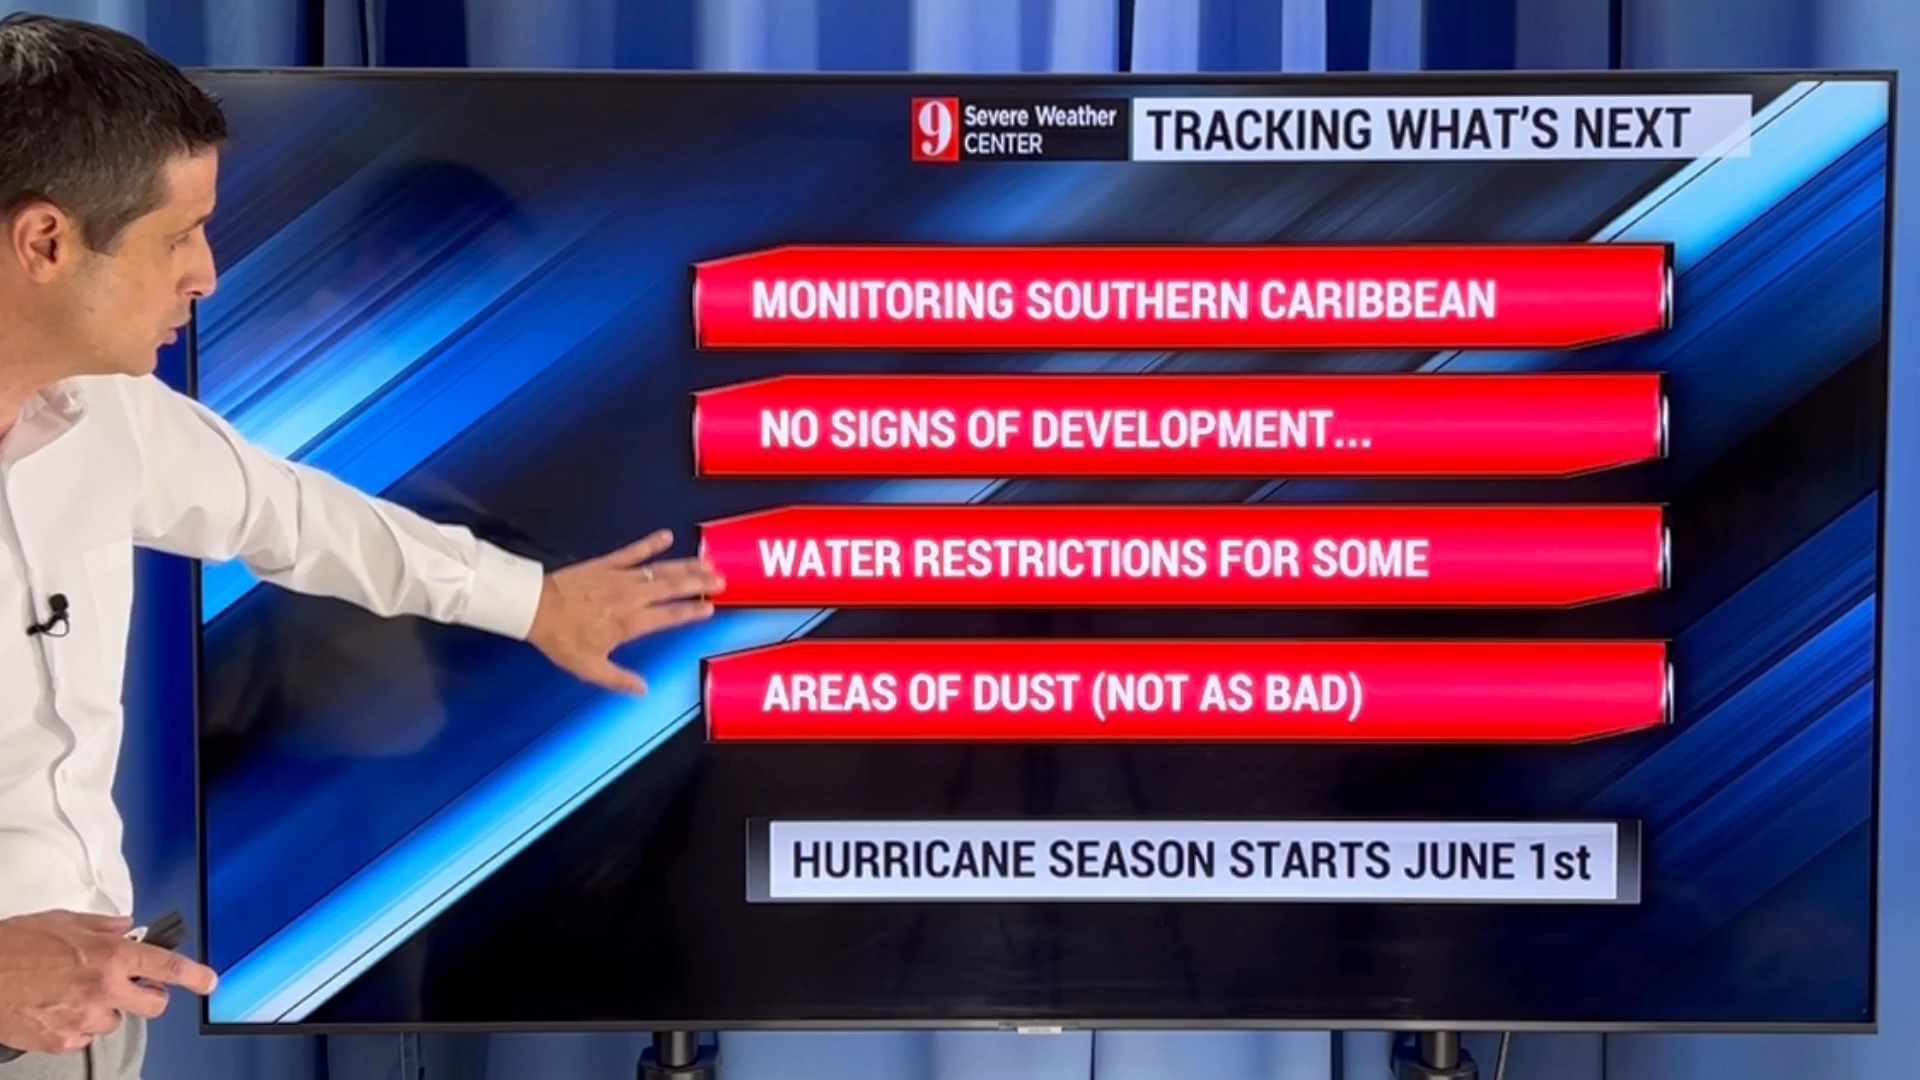 9 Severe Weather CENTER
TRACKING WHAT'S NEXT
MONITORING SOUTHERN CARIBBEAN
NO SIGNS OF DEVELOPMENT...
WATER RESTRICTIONS FOR SOME
AREAS OF DUST (NOT AS BAD)
HURRICANE SEASON STARTS JUNE 1st